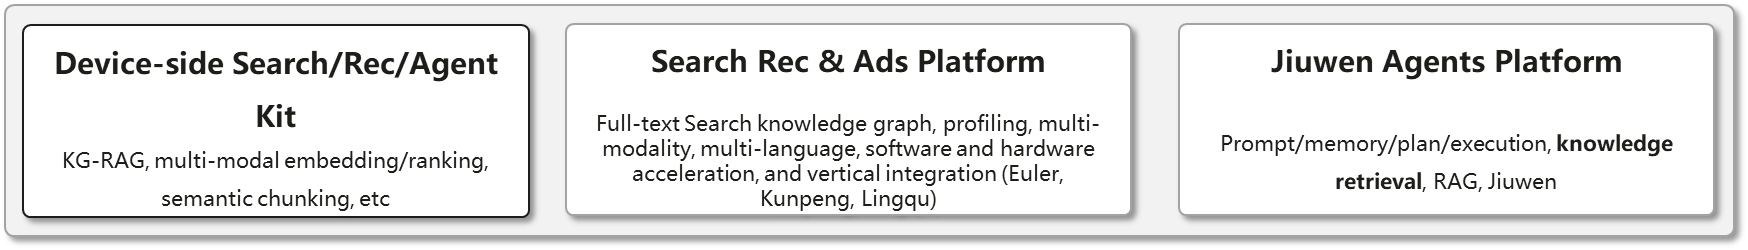 Device-side Search/Rec/Agent
Kit
KG-RAG, multi-modal embedding/ranking,
semantic chunking, etc
Search Rec & Ads Platform
Full-text Search knowledge graph, profiling, multi-
modality, multi-language, software and hardware
acceleration, and vertical integration (Euler,
Kunpeng, Lingqu)
Jiuwen Agents Platform
Prompt/memory/plan/execution, knowledge
retrieval, RAG, Jiuwen